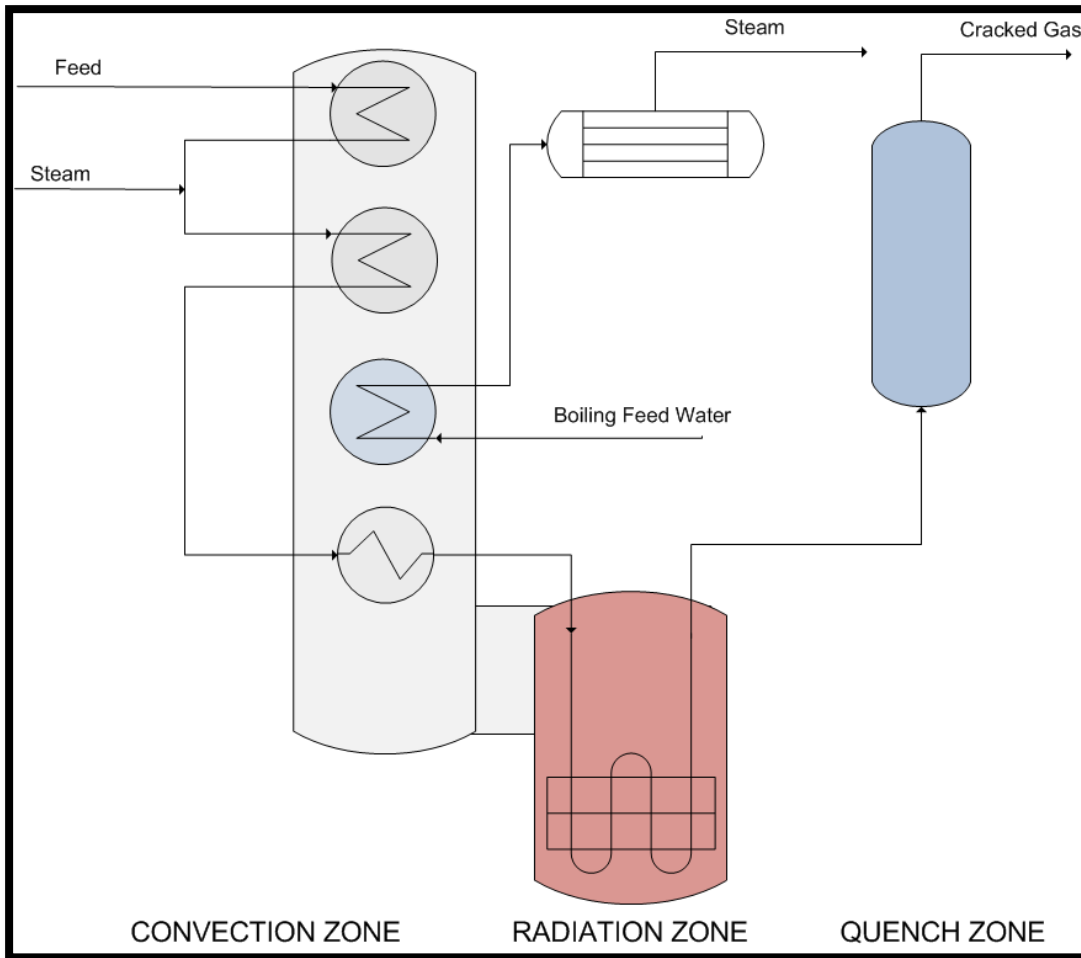 Steam
Cracked Gas
Feed
Steam
Boiling Feed Water
CONVECTION ZONE
RADIATION ZONE
QUENCH ZONE